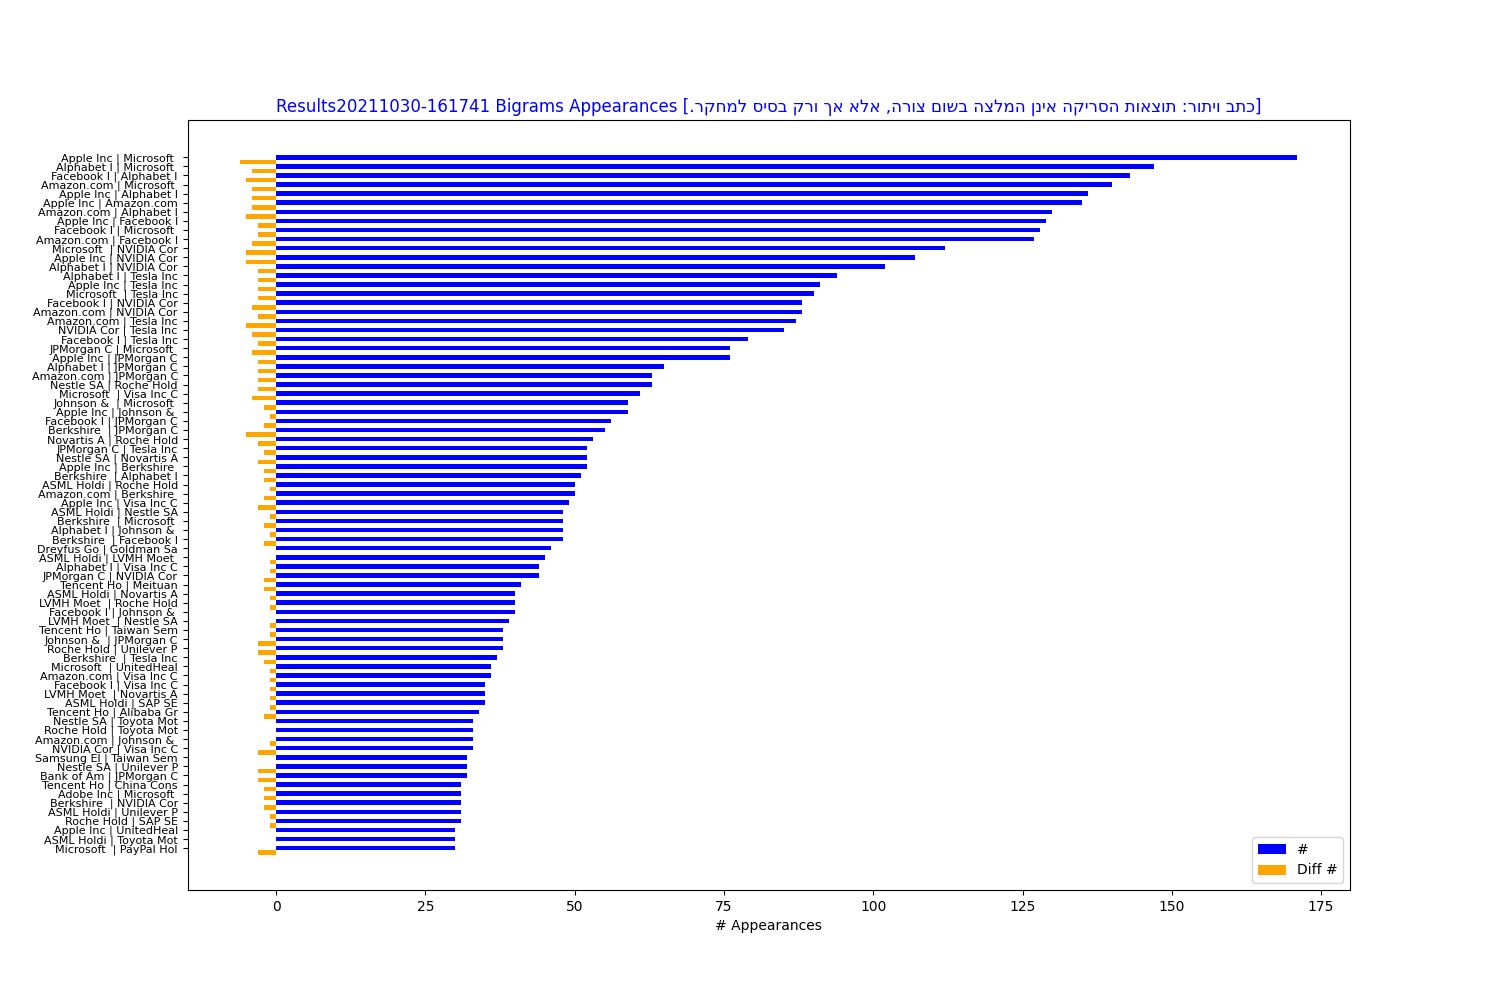 Results20211030-161741 Bigrams Appearances [.כתב ויתור: תוצאות הסריקה אינן המלצה בשום צורה, אלא אך ורק בסיס למחקר]
Apple Inc | Microsoft
Alphabet I | Microsoft
Facebook I | Alphabet I
Amazon.com | Microsoft
Apple Inc | Alphabet I
Apple Inc | Amazon.com
Amazon.com | Alphabet I
Apple Inc | Facebook I
Facebook I | Microsoft
Amazon.com | Facebook I
Microsoft | NVIDIA Cor
Apple Inc | NVIDIA Cor
Alphabet I | NVIDIA Cor
Alphabet I | Tesla Inc
Apple Inc | Tesla Inc
Microsoft | Tesla Inc
Facebook I | NVIDIA Cor
Amazon.com | NVIDIA Cor
Amazon.com | Tesla Inc
NVIDIA Cor | Tesla Inc
Facebook I | Tesla Inc
JPMorgan C | Microsoft
Apple Inc | JPMorgan C
Alphabet I | JPMorgan C
Amazon.com | JPMorgan C
Nestle SA | Roche Hold
Microsoft | Visa Inc C
Johnson & | Microsoft
Apple Inc | Johnson &
Facebook I | JPMorgan C
Berkshire | JPMorgan C
Novartis A | Roche Hold
JPMorgan C | Tesla Inc
Nestle SA | Novartis A
Apple Inc | Berkshire
Berkshire | Alphabet I
ASML Holdi | Roche Hold
Amazon.com | Berkshire
Apple Inc | Visa Inc C
ASML Holdi | Nestle SA
Berkshire | Microsoft
Alphabet I | Johnson &
Berkshire | Facebook I
Dreyfus Go | Goldman Sa
ASML Holdi | LVMH Moet
Alphabet I | Visa Inc C
JPMorgan C | NVIDIA Cor
Tencent Ho | Meituan
ASML Holdi | Novartis A
LVMH Moet | Roche Hold
Facebook I | Johnson &
LVMH Moet | Nestle SA
Tencent Ho | Taiwan Sem
Johnson & | JPMorgan C
Roche Hold | Unilever P
Berkshire | Tesla Inc
Microsoft | UnitedHeal
Amazon.com | Visa Inc C
Facebook I | Visa Inc C
LVMH Moet | Novartis A
ASML Holdi | SAP SE
Tencent Ho | Alibaba Gr
Nestle SA | Toyota Mot
Roche Hold | Toyota Mot
Amazon.com | Johnson &
NVIDIA Cor | Visa Inc C
Samsung El | Taiwan Sem
Nestle SA | Unilever P
Bank of Am | JPMorgan C
Tencent Ho | China Cons
Adobe Inc | Microsoft
Berkshire | NVIDIA Cor
ASML Holdi | Unilever P
Roche Hold | SAP SE
Apple Inc | UnitedHeal
ASML Holdi | Toyota Mot
Microsoft | PayPal Hol
#
Diff #
0 25 50 75 100 125 150 175
# Appearances